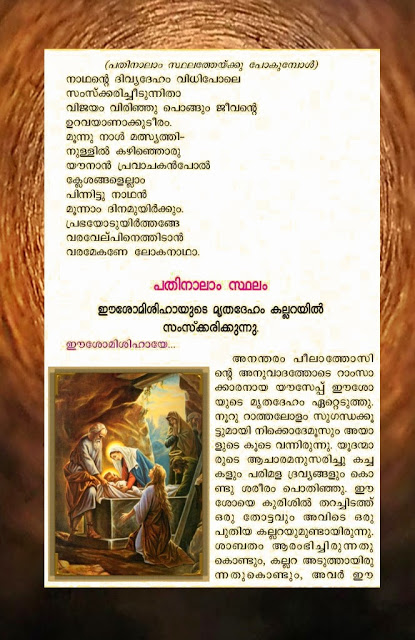 (പതിനാലാം സ്ഥലത്തേയ്ക്കു പോകുമ്പോൾ)
നാഥന്റെ ദിവ്യദേഹം വിധിപോലെ
സംസ്ക്കരിച്ചീടുന്നിതാ
വിജയം വിരിഞ്ഞു പൊങ്ങും ജീവന്റെ
ഉറവയാണാക്കുടീരം.
മൂന്നു നാൾ മത്സ്യത്തി-
നുള്ളിൽ കഴിഞ്ഞൊരു
യൗനാൻ പ്രവാചകൻപോൽ
ക്ലേശങ്ങളെല്ലാം
പിന്നിട്ടു നാഥൻ
മൂന്നാം ദിനമുയിർക്കും.
പ്രഭയോടുയിർത്തങ്ങേ
വരവേല്പിനെത്തിടാൻ
വരമേകണേ ലോകനാഥാ.
പതിനാലാം സ്ഥലം
ഈശോമിശിഹായുടെ മൃതദേഹം കല്ലറയിൽ
സംസ്ക്കരിക്കുന്നു.
ഈശോമിശിഹായേ...
അനന്തരം പീലാത്തോസി
ന്റെ അനുവാദത്തോടെ റാംസാ
ക്കാരനായ യൗസേപ്പ് ഈശോ
യുടെ മൃതദേഹം ഏറ്റെടുത്തു.
നൂറു റാത്തലോളം സുഗന്ധക്കൂ
ട്ടുമായി നിക്കൊദേമൂസും അയാ
ളുടെ കൂടെ വന്നിരുന്നു. യൂദന്മാ
രുടെ ആചാരമനുസരിച്ചു കച്ച
കളും പരിമള ദ്രവ്യങ്ങളും കൊ
ണ്ടു ശരീരം പൊതിഞ്ഞു. ഈ
ശോയെ കുരിശിൽ തറച്ചിടത്ത്
ഒരു തോട്ടവും അവിടെ ഒരു
പുതിയ കല്ലറയുമുണ്ടായിരുന്നു.
ശാബതം ആരംഭിച്ചിരുന്നതു
കൊണ്ടും, കല്ലറ അടുത്തായിരു
ന്നതുകൊണ്ടും, അവർ ഈ